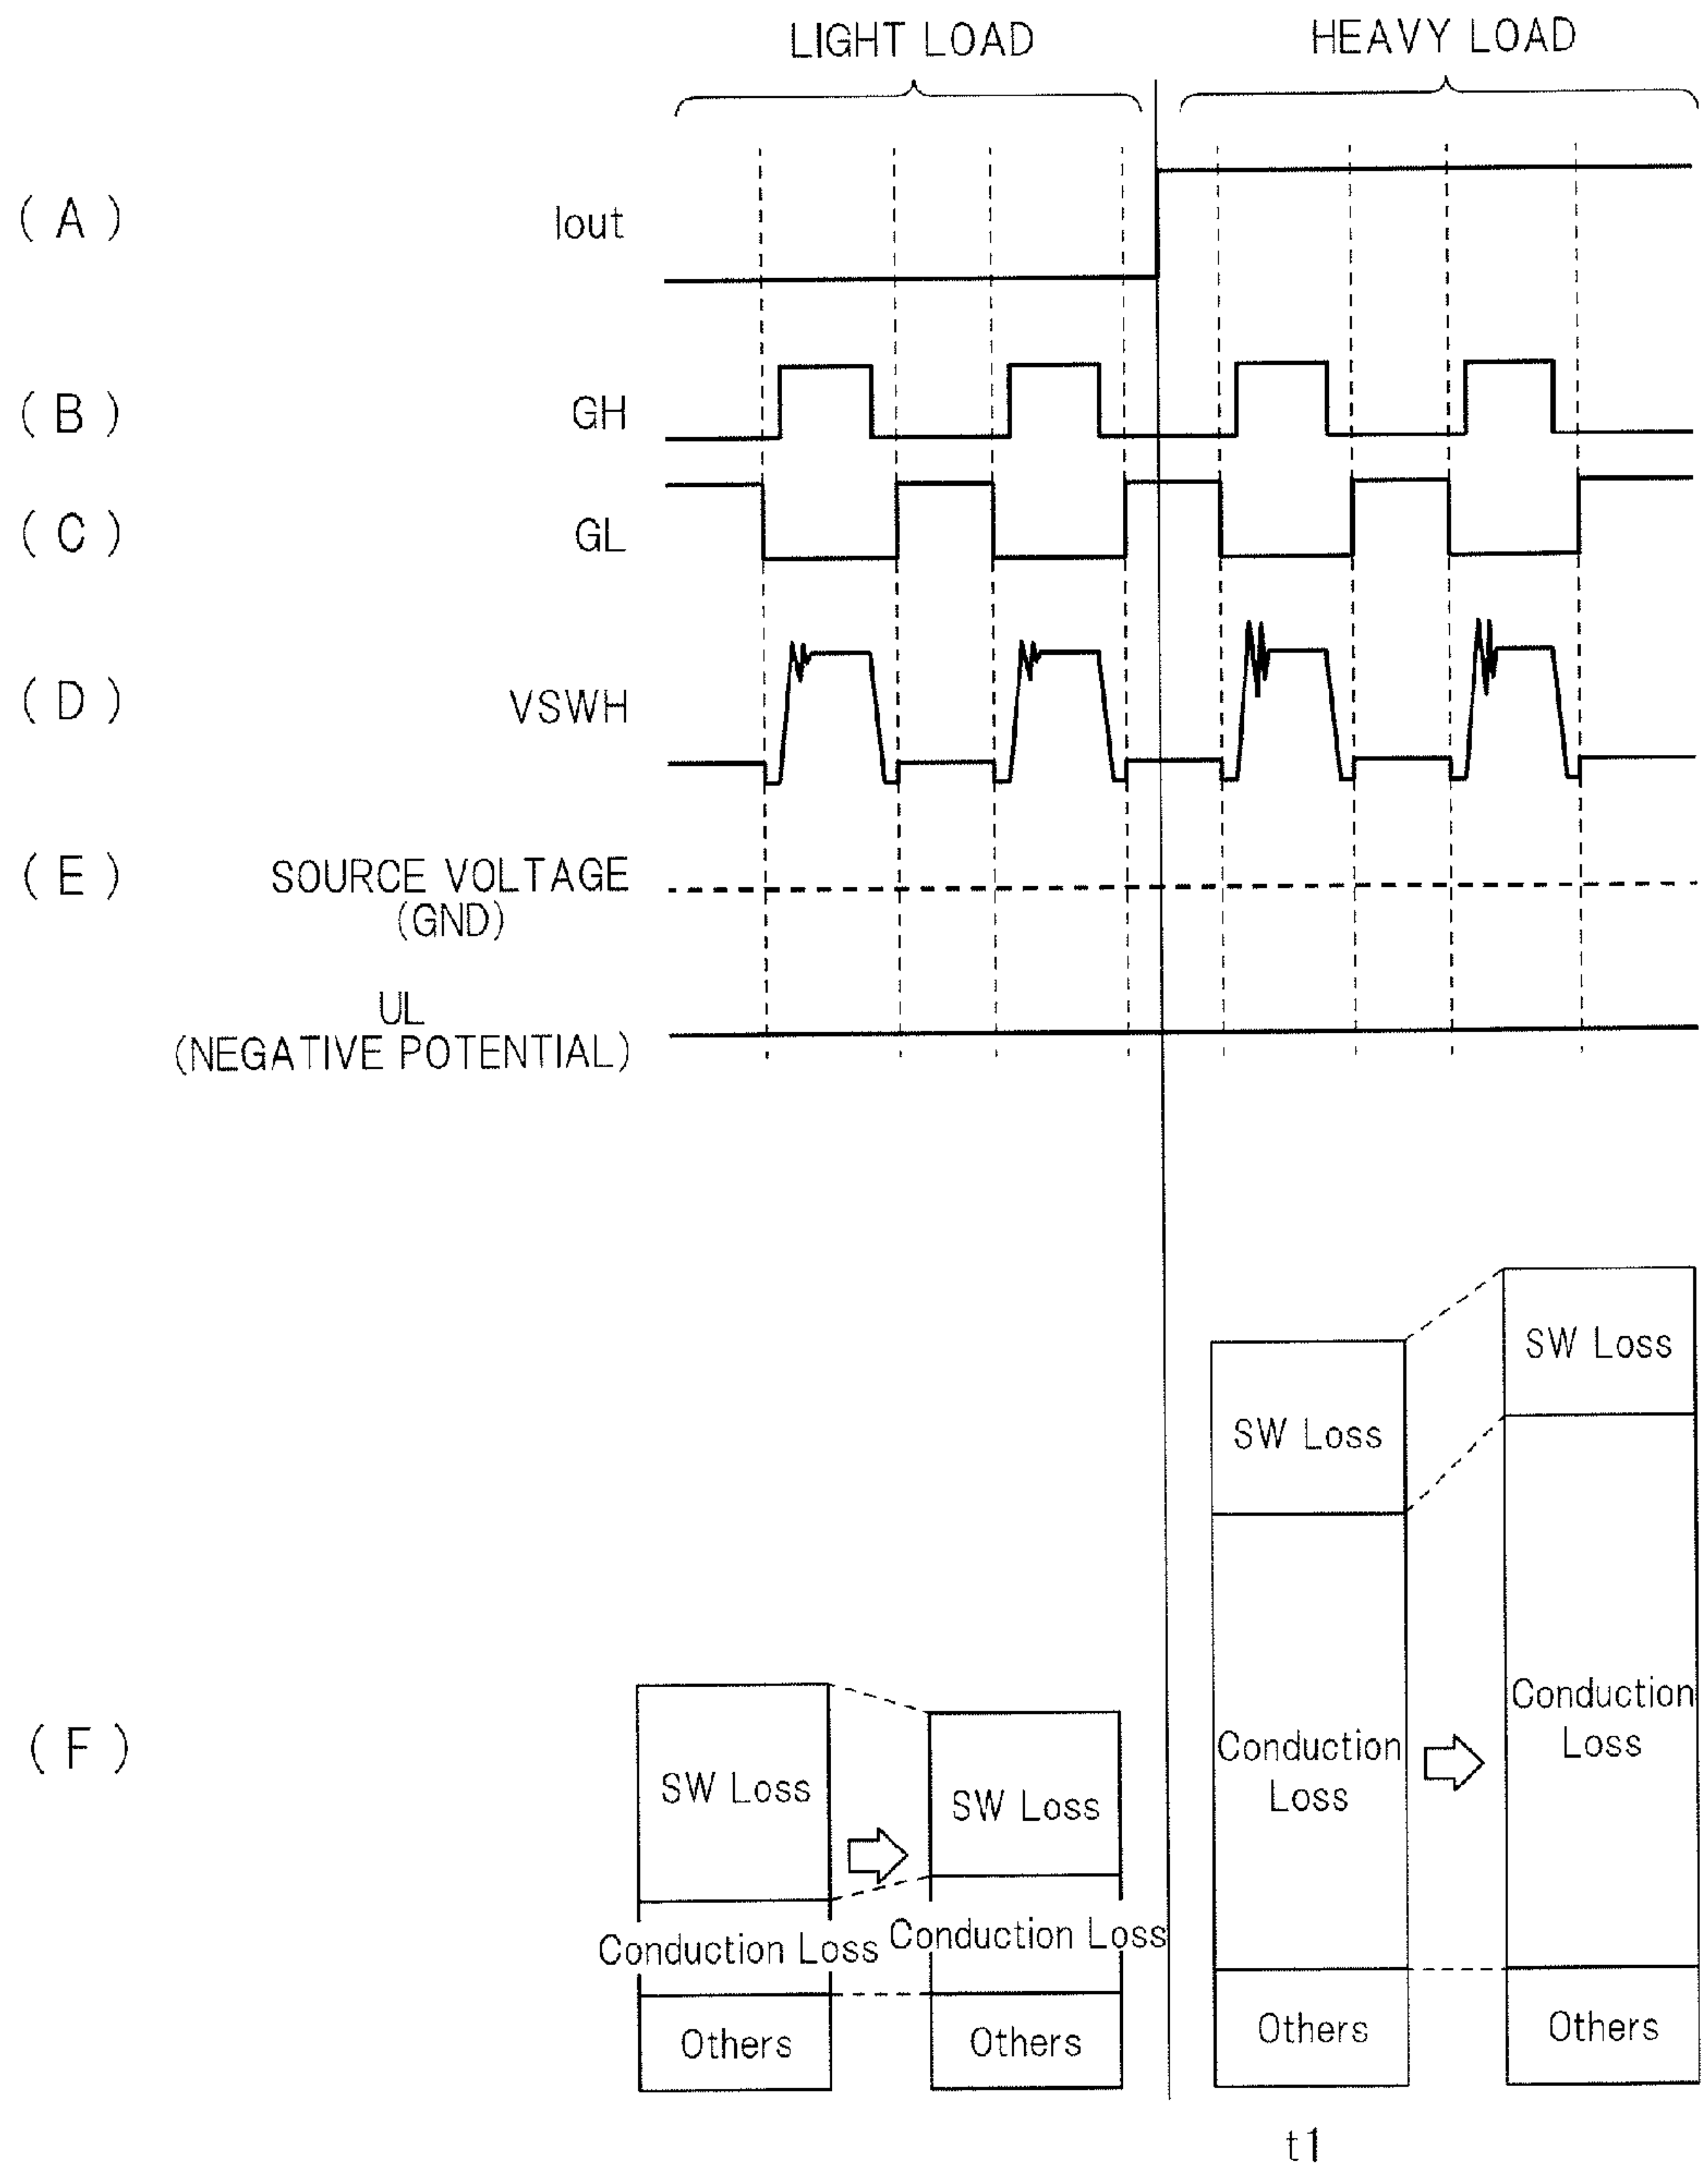 LIGHT LOAD
HEAVY LOAD
(A)
Iout
(B)
GH
(C)
GL
(D)
VSWH
(E)
SOURCE VOLTAGE
(GND)
UL
(NEGATIVE POTENTIAL)
(F)
SW Loss
Conduction Loss
Others
SW Loss
Conduction Loss
Others
SW Loss
Conduction
Loss
Others
SW Loss
Conduction
Loss
Others
t1